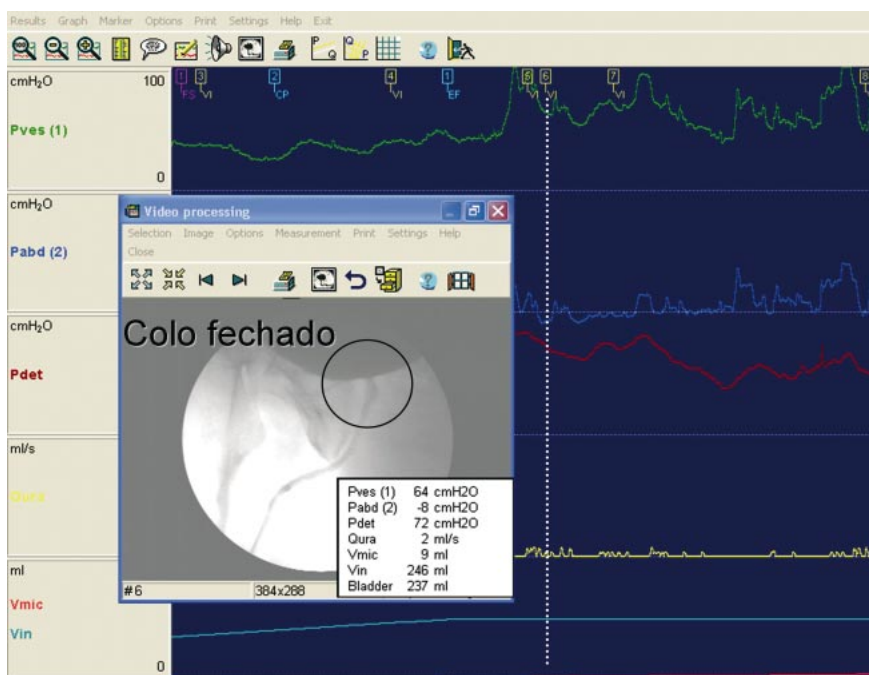 Results Graph Marker Options Print Settings Help Exit
cmH₂O 100
Pves (1)
0
1 3 2 4 1 5 6 7 8
FS VI CP VI EF VI VI VI
cmH₂O
Pabd (2)
cmH₂O
Pdet
ml/s
Qura
ml
Vmic
Vin
0
Video processing
Selection Image Options Measurement Print Settings Help
Close
Colo fechado
Pves (1) 64 cmH2O
Pabd (2) -8 cmH2O
Pdet 72 cmH2O
Qura 2 ml/s
Vmic 9 ml
Vin 246 ml
Bladder 237 ml
#6 384x288